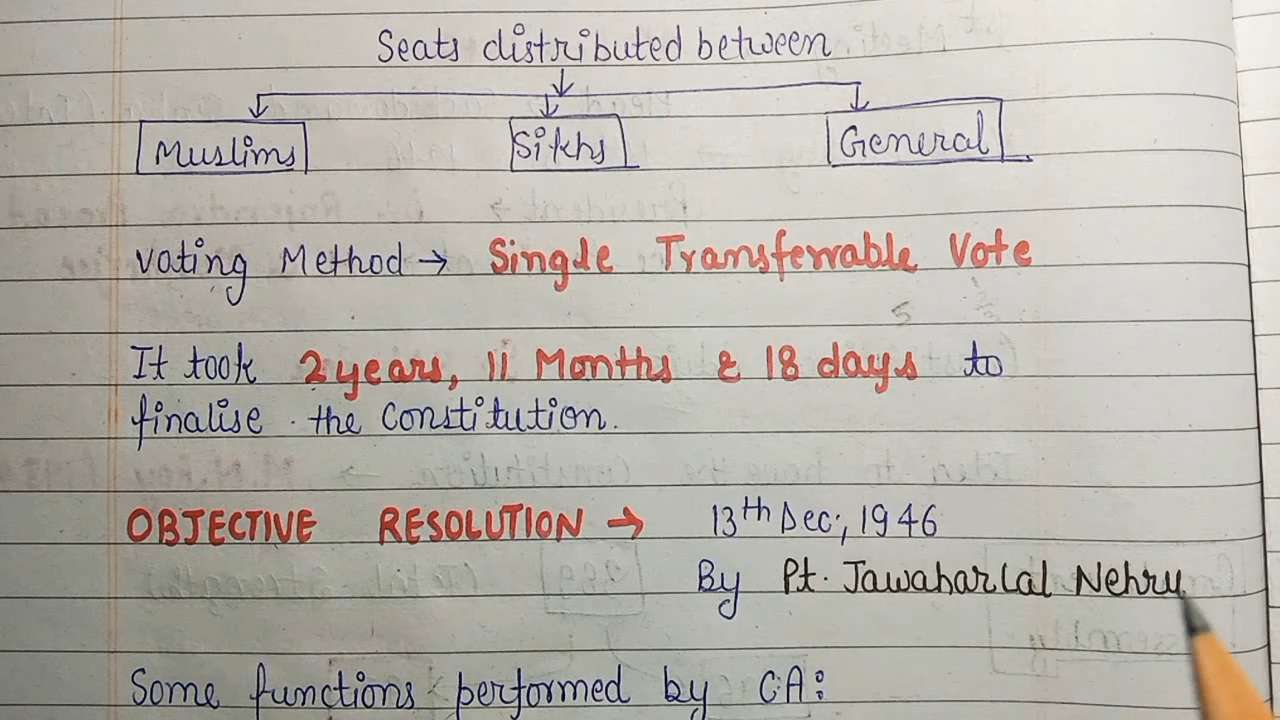 Seats distributed between
Muslims Sikhs General
Voting Method → Single Transferrable Vote
It took 2 years, 11 Months & 18 days to
finalise the Constitution.
OBJECTIVE RESOLUTION → 13th Dec., 1946
By Pt. Jawaharlal Nehru
Some functions performed by CA: